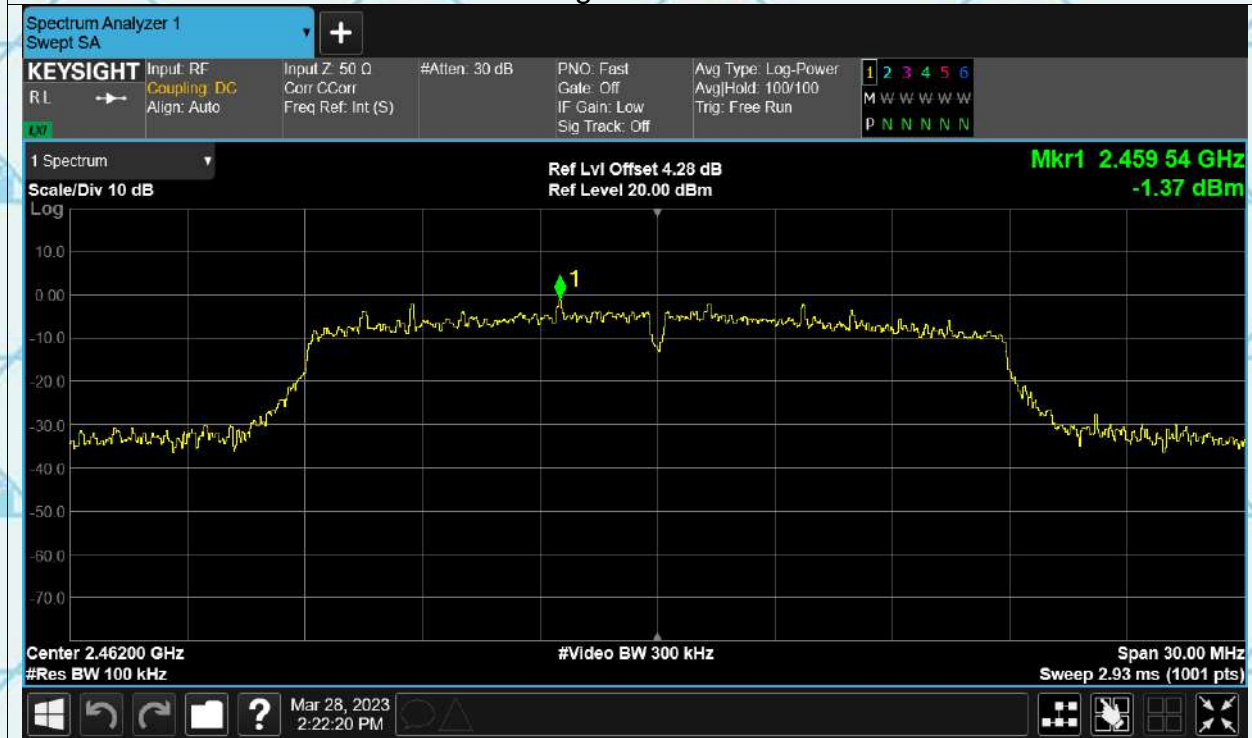 Spectrum Analyzer 1
Swept SA
+
KEYSIGHT
R L
LXI
Input: RF
Coupling: DC
Align: Auto
Input Z: 50 Ω
Corr CCorr
Freq Ref: Int (S)
#Atten: 30 dB
PNO: Fast
Gate: Off
IF Gain: Low
Sig Track: Off
Avg Type: Log-Power
Avg|Hold: 100/100
Trig: Free Run
1 2 3 4 5 6
M W W W W W
P N N N N N
1 Spectrum
Scale/Div 10 dB
Log
Ref Lvl Offset 4.28 dB
Ref Level 20.00 dBm
Mkr1 2.459 54 GHz
-1.37 dBm
10.0
0.00
-10.0
-20.0
-30.0
-40.0
-50.0
-60.0
-70.0
1
Center 2.46200 GHz
#Res BW 100 kHz
#Video BW 300 kHz
Span 30.00 MHz
Sweep 2.93 ms (1001 pts)
?
Mar 28, 2023
2:22:20 PM